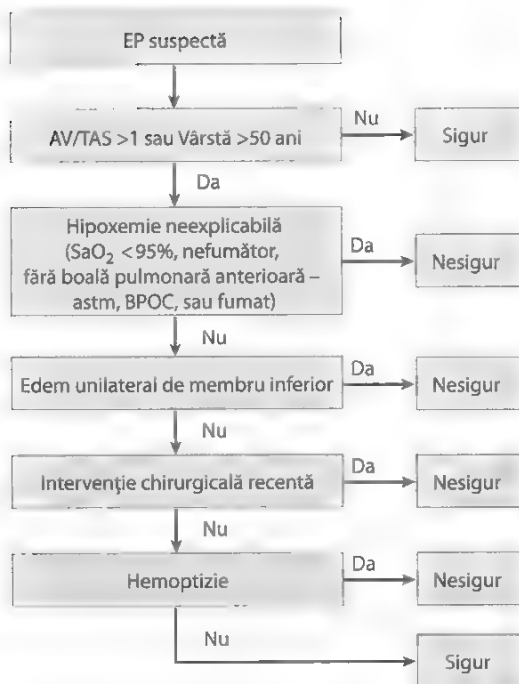 EP suspectă
AV/TAS >1 sau Vârstă >50 ani
Nu
Sigur
Da
Hipoxemie neexplicabilă
(SaO₂ <95%, nefumător,
fără boală pulmonară anterioară –
astm, BPOC, sau fumat)
Da
Nesigur
Nu
Edem unilateral de membru inferior
Da
Nesigur
Nu
Intervenție chirurgicală recentă
Da
Nesigur
Nu
Hemoptizie
Da
Nesigur
Nu
Sigur